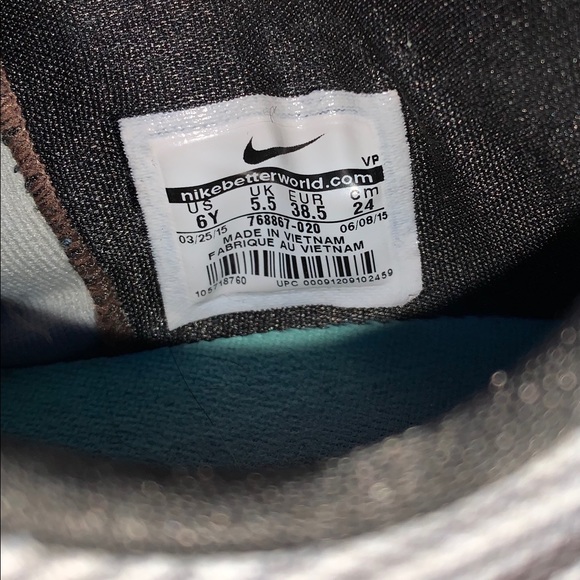 VP
nikebetterworld.com
US UK EUR cm
6Y 5.5 38.5 24
768867-020
03/25/15 06/08/15
MADE IN VIETNAM
FABRIQUE AU VIETNAM
UPC 00091209102459